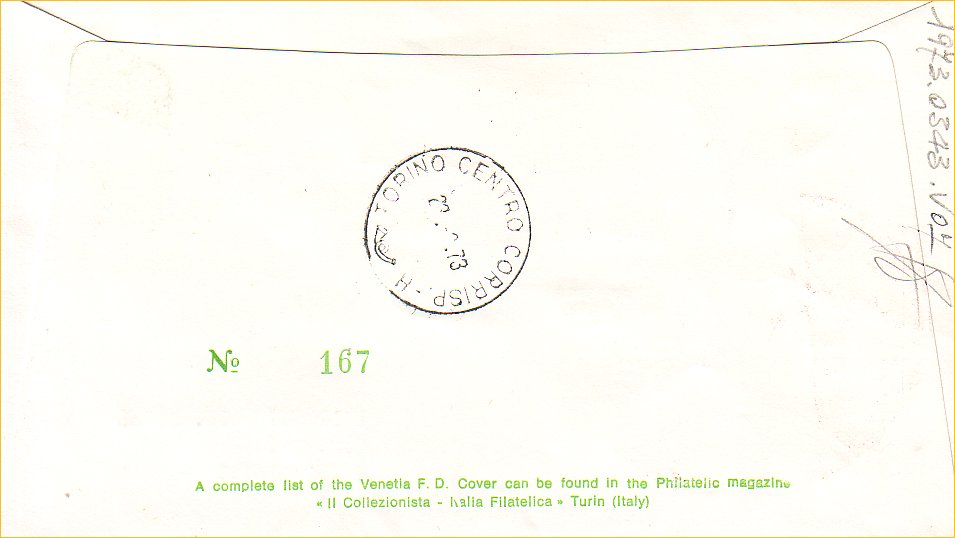 1973.0343.V01
TORINO CENTRO CORRISP. - H
.73
№ 167
A complete list of the Venetia F. D. Cover can be found in the Philatelic magazine
« Il Collezionista - Italia Filatelica » Turin (Italy)